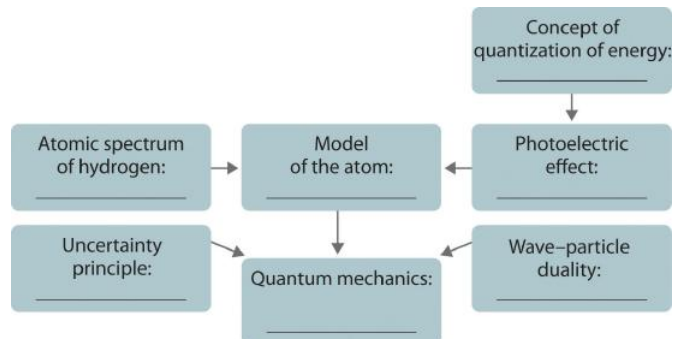 Concept of
quantization of energy:
Atomic spectrum
of hydrogen:
Model
of the atom:
Photoelectric
effect:
Uncertainty
principle:
Quantum mechanics:
Wave–particle
duality: